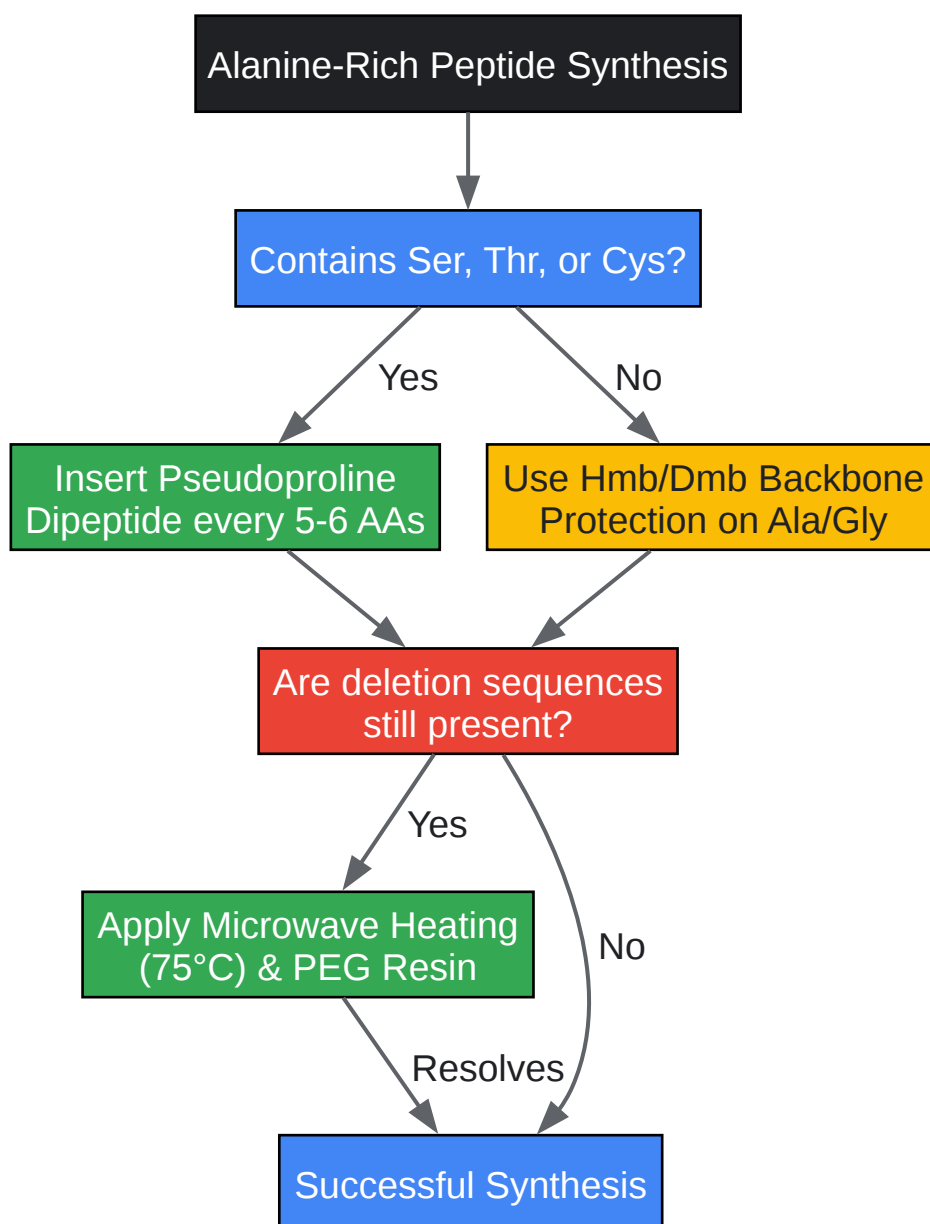 Alanine-Rich Peptide Synthesis
Contains Ser, Thr, or Cys?
Yes
No
Insert Pseudoproline
Dipeptide every 5-6 AAs
Use Hmb/Dmb Backbone
Protection on Ala/Gly
Are deletion sequences
still present?
Yes
Apply Microwave Heating
(75°C) & PEG Resin
No
Resolves
Successful Synthesis